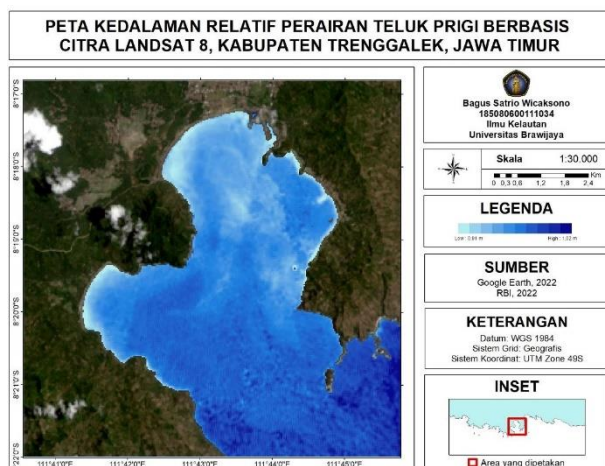 PETA KEDALAMAN RELATIF PERAIRAN TELUK PRIGI BERBASIS
CITRA LANDSAT 8, KABUPATEN TRENGGALEK, JAWA TIMUR
8°17'0"S
8°18'0"S
8°19'0"S
8°20'0"S
8°21'0"S
8°22'0"S
111°41'0"E
111°42'0"E
111°43'0"E
111°44'0"E
111°45'0"E
Bagus Satrio Wicaksono
185080600111034
Ilmu Kelautan
Universitas Brawijaya
Skala 1:30.000
Km
0 0,3 0,6 1,2 1,8 2,4
LEGENDA
High : 1.02 m
SUMBER
Google Earth, 2022
RBI, 2022
KETERANGAN
Datum: WGS 1984
Sistem Grid: Geografis
Sistem Koordinat: UTM Zone 49S
INSET
Area yang dipetakan